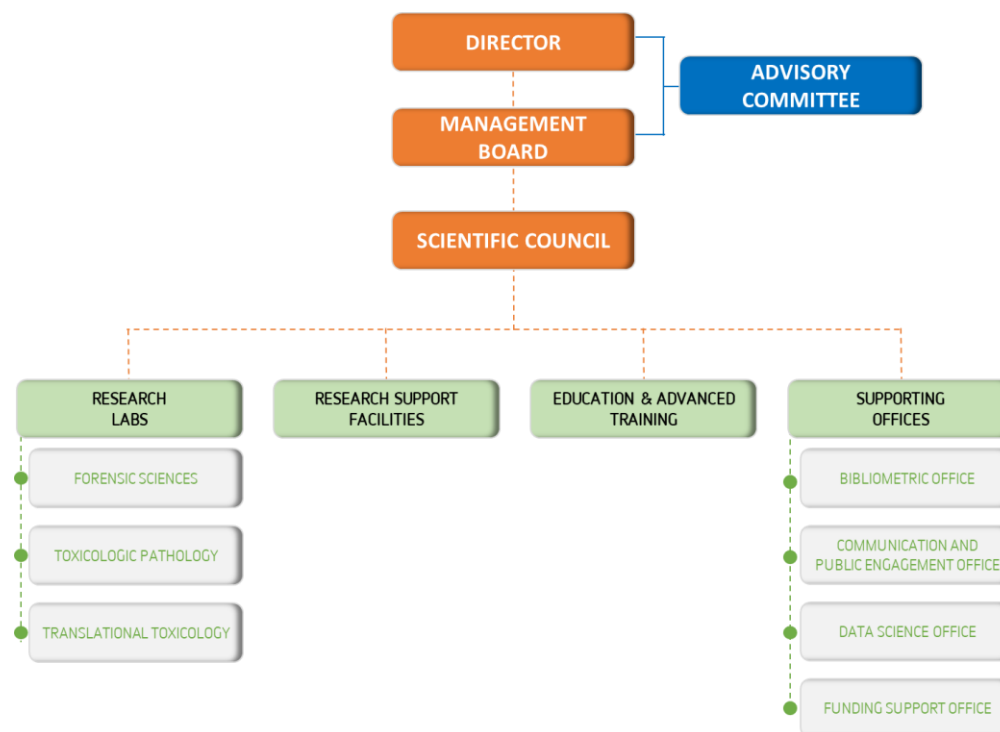 DIRECTOR
ADVISORY
COMMITTEE
MANAGEMENT
BOARD
SCIENTIFIC COUNCIL
RESEARCH
LABS
RESEARCH SUPPORT
FACILITIES
EDUCATION & ADVANCED
TRAINING
SUPPORTING
OFFICES
FORENSIC SCIENCES
TOXICOLOGIC PATHOLOGY
TRANSLATIONAL TOXICOLOGY
BIBLIOMETRIC OFFICE
COMMUNICATION AND
PUBLIC ENGAGEMENT OFFICE
DATA SCIENCE OFFICE
FUNDING SUPPORT OFFICE